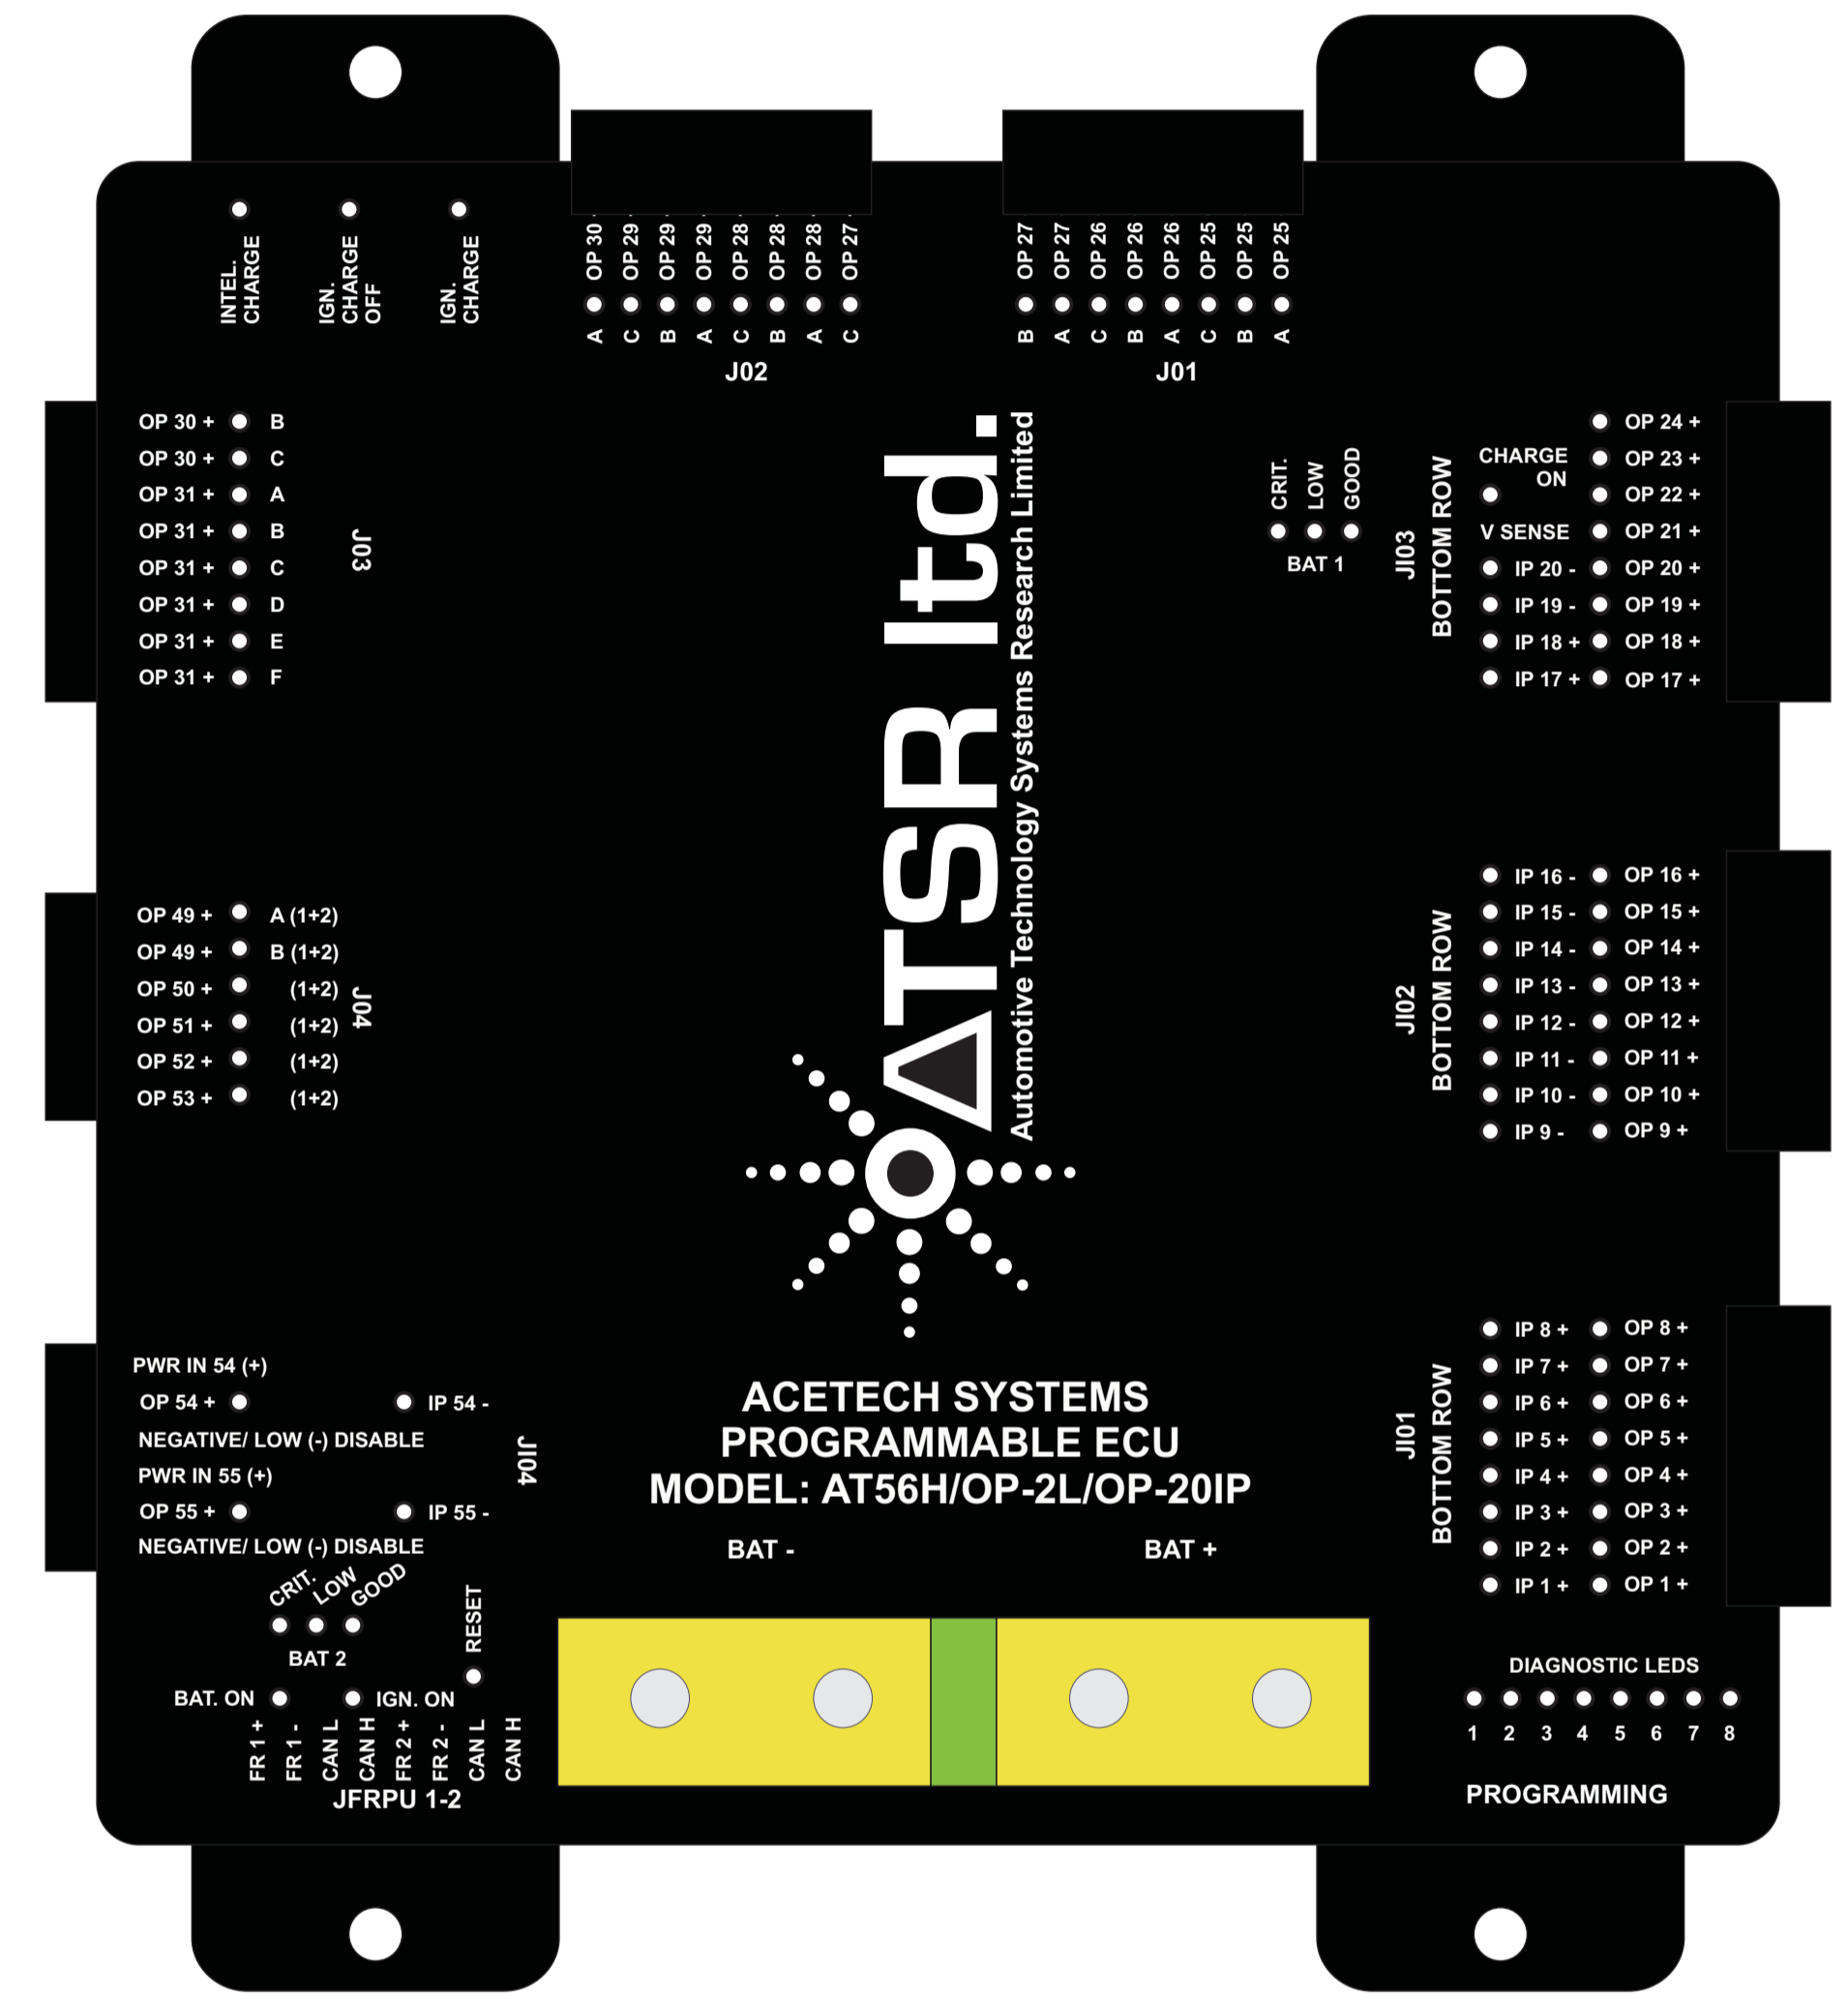 INTEL.
CHARGE
IGN.
CHARGE
OFF
IGN.
CHARGE
OP 30 -
OP 29 -
OP 29 -
OP 29 -
OP 28 -
OP 28 -
OP 28 -
OP 27 -
A
C
B
A
C
B
A
C
J02
OP 27 -
OP 27 -
OP 26 -
OP 26 -
OP 26 -
OP 25 -
OP 25 -
OP 25 -
B
A
C
B
A
C
B
A
J01
OP 30 + B
OP 30 + C
OP 31 + A
OP 31 + B
OP 31 + C
OP 31 + D
OP 31 + E
OP 31 + F
J03
OP 49 + A (1+2)
OP 49 + B (1+2)
OP 50 + (1+2)
OP 51 + (1+2)
OP 52 + (1+2)
OP 53 + (1+2)
J04
ATSR ltd.
Automotive Technology Systems Research Limited
CRIT.
LOW
GOOD
BAT 1
JI03
BOTTOM ROW
CHARGE
ON
V SENSE
OP 24 +
OP 23 +
OP 22 +
OP 21 +
IP 20 - OP 20 +
IP 19 - OP 19 +
IP 18 + OP 18 +
IP 17 + OP 17 +
JI02
BOTTOM ROW
IP 16 - OP 16 +
IP 15 - OP 15 +
IP 14 - OP 14 +
IP 13 - OP 13 +
IP 12 - OP 12 +
IP 11 - OP 11 +
IP 10 - OP 10 +
IP 9 - OP 9 +
JI01
BOTTOM ROW
IP 8 + OP 8 +
IP 7 + OP 7 +
IP 6 + OP 6 +
IP 5 + OP 5 +
IP 4 + OP 4 +
IP 3 + OP 3 +
IP 2 + OP 2 +
IP 1 + OP 1 +
PWR IN 54 (+)
OP 54 + IP 54 -
NEGATIVE/ LOW (-) DISABLE
PWR IN 55 (+)
OP 55 + IP 55 -
NEGATIVE/ LOW (-) DISABLE
JI04
ACETECH SYSTEMS
PROGRAMMABLE ECU
MODEL: AT56H/OP-2L/OP-20IP
BAT -
BAT +
CRIT.
LOW
GOOD
BAT 2
RESET
BAT. ON
IGN. ON
FR 1 +
FR 1 -
CAN L
CAN H
FR 2 +
FR 2 -
CAN L
CAN H
JFRPU 1-2
DIAGNOSTIC LEDS
1 2 3 4 5 6 7 8
PROGRAMMING